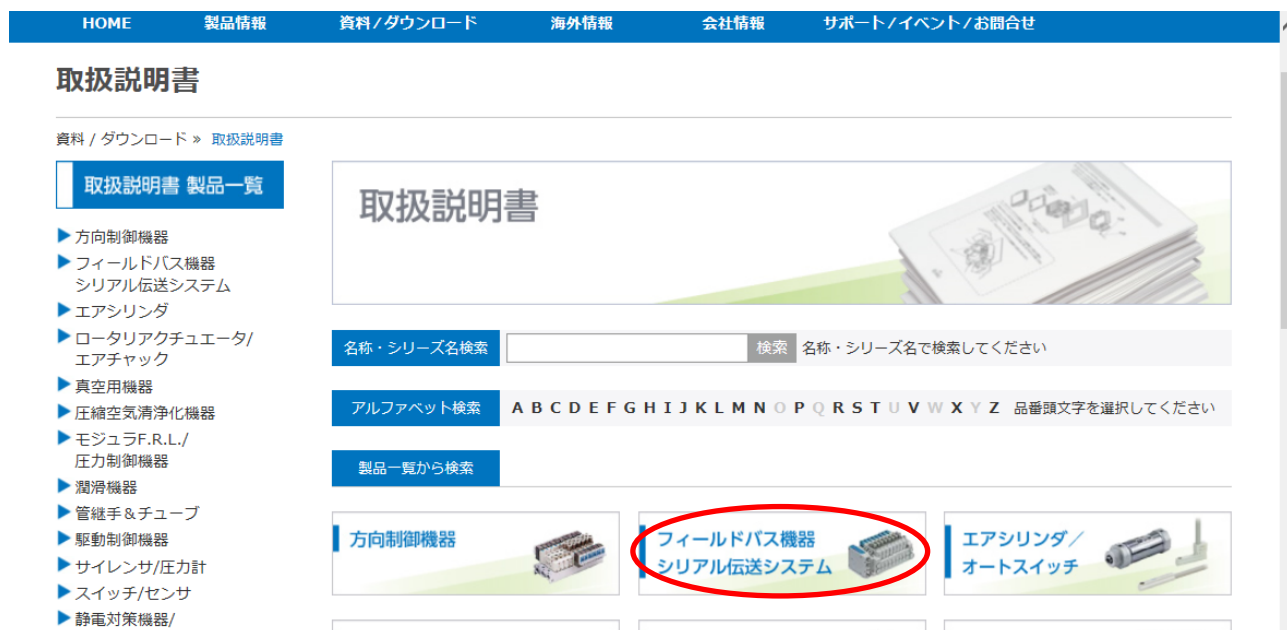 HOME 製品情報 資料/ダウンロード 海外情報 会社情報 サポート/イベント/お問合せ
取扱説明書
資料 / ダウンロード » 取扱説明書
取扱説明書 製品一覧
方向制御機器
フィールドバス機器
シリアル伝送システム
エアシリンダ
ロータリアクチュエータ/
エアチャック
真空用機器
圧縮空気清浄化機器
モジュラF.R.L./
圧力制御機器
潤滑機器
管継手＆チューブ
駆動制御機器
サイレンサ/圧力計
スイッチ/センサ
静電対策機器/
取扱説明書
名称・シリーズ名検索 検索 名称・シリーズ名で検索してください
アルファベット検索 A B C D E F G H I J K L M N O P Q R S T U V W X Y Z 品番頭文字を選択してください
製品一覧から検索
方向制御機器
フィールドバス機器
シリアル伝送システム
エアシリンダ/
オートスイッチ